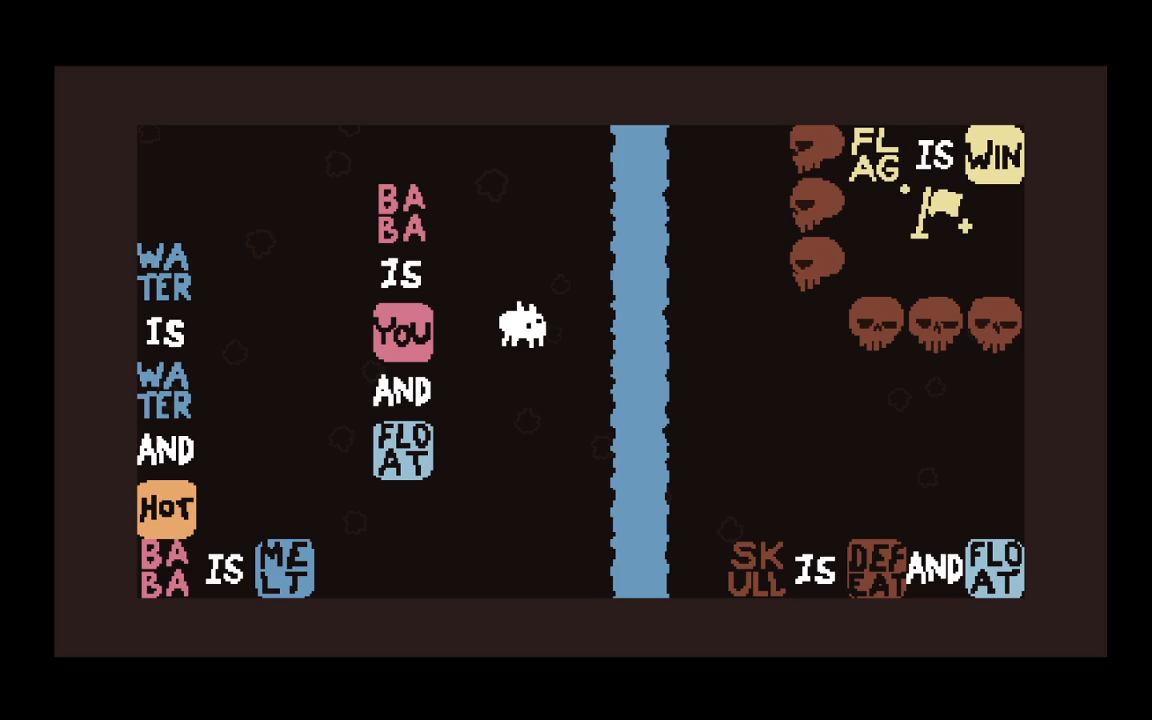 FLAG IS WIN
BABA IS YOU AND FLOAT
WATER IS WATER AND HOT
BABA IS MELT
SKULL IS DEFEAT AND FLOAT